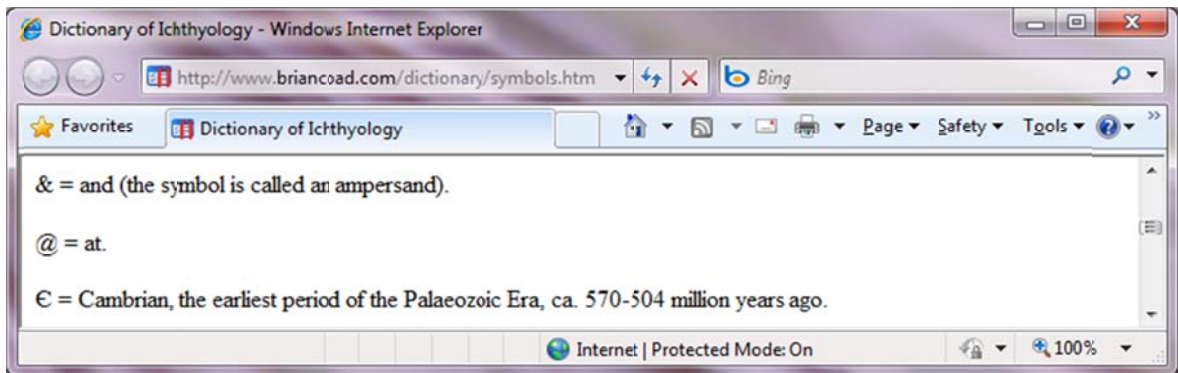 Dictionary of Ichthyology - Windows Internet Explorer
http://www.briancoad.com/dictionary/symbols.htm Bing
Favorites Dictionary of Ichthyology Page Safety Tools
& = and (the symbol is called an ampersand).
@ = at.
Є = Cambrian, the earliest period of the Palaeozoic Era, ca. 570-504 million years ago.
Internet | Protected Mode: On 100%